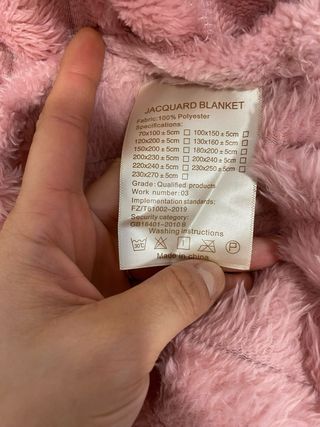 JACQUARD BLANKET
Fabric:100% Polyester
Specifications:
70x100±5cm □ 100x150±5cm □
120x200±5cm □ 130x160±5cm ☑
150x200±5cm □ 180x200±5cm □
200x230±5cm □ 200x240±5cm □
220x240±5cm □ 230x250±5cm □
230x270±5cm □
Grade: Qualified products
Work number :03
Implementation standards:
FZ/T61002-2019
Security category:
GB18401-2010 B
Washing instructions
30℃ P
Made in china